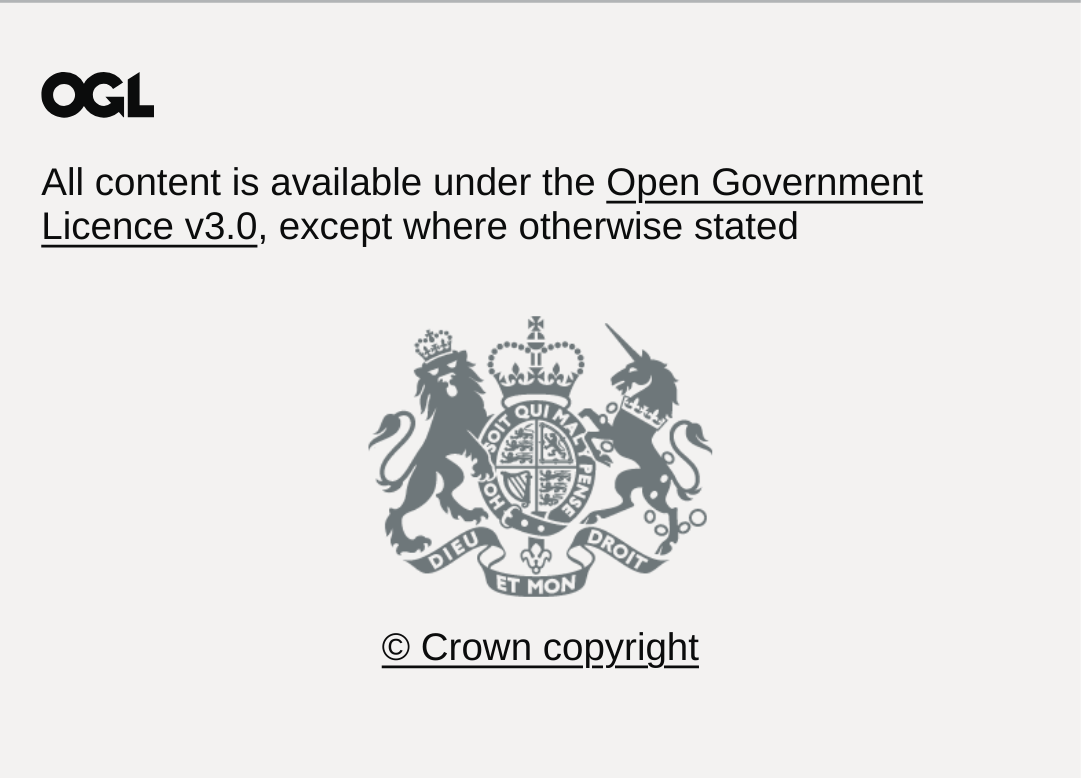 OGL
All content is available under the Open Government
Licence v3.0, except where otherwise stated
SOIT QUI MAL Y PENSE
HO
DIEU
ET MON
DROIT
© Crown copyright